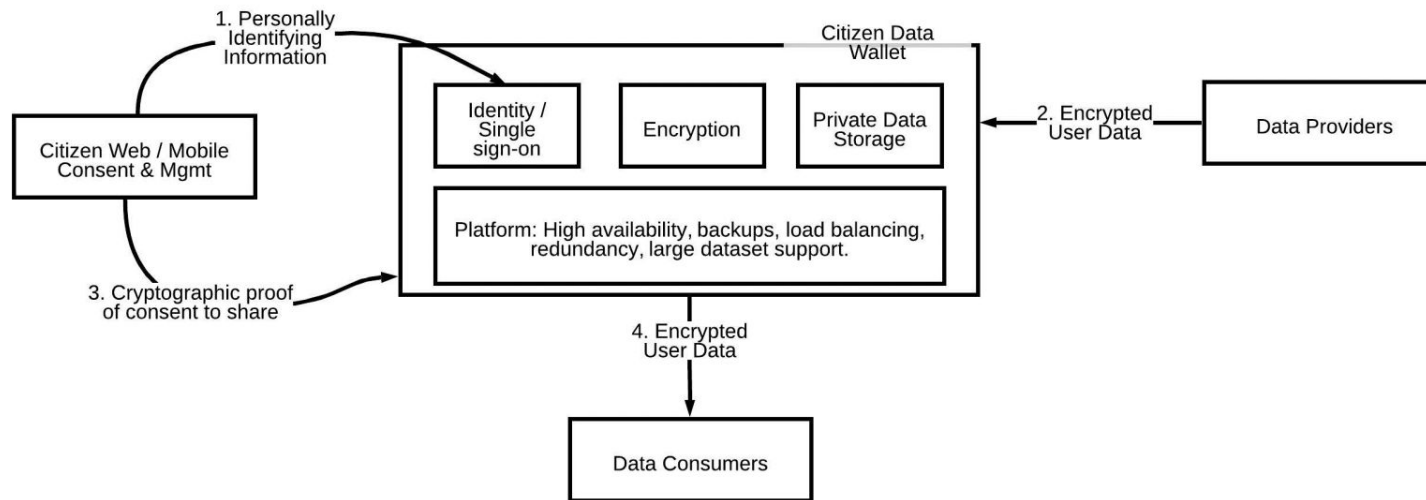 1. Personally
Identifying
Information
Citizen Data
Wallet
Identity /
Single
sign-on
Encryption
Private Data
Storage
2. Encrypted
User Data
Data Providers
Citizen Web / Mobile
Consent & Mgmt
Platform: High availability, backups, load balancing,
redundancy, large dataset support.
3. Cryptographic proof
of consent to share
4. Encrypted
User Data
Data Consumers